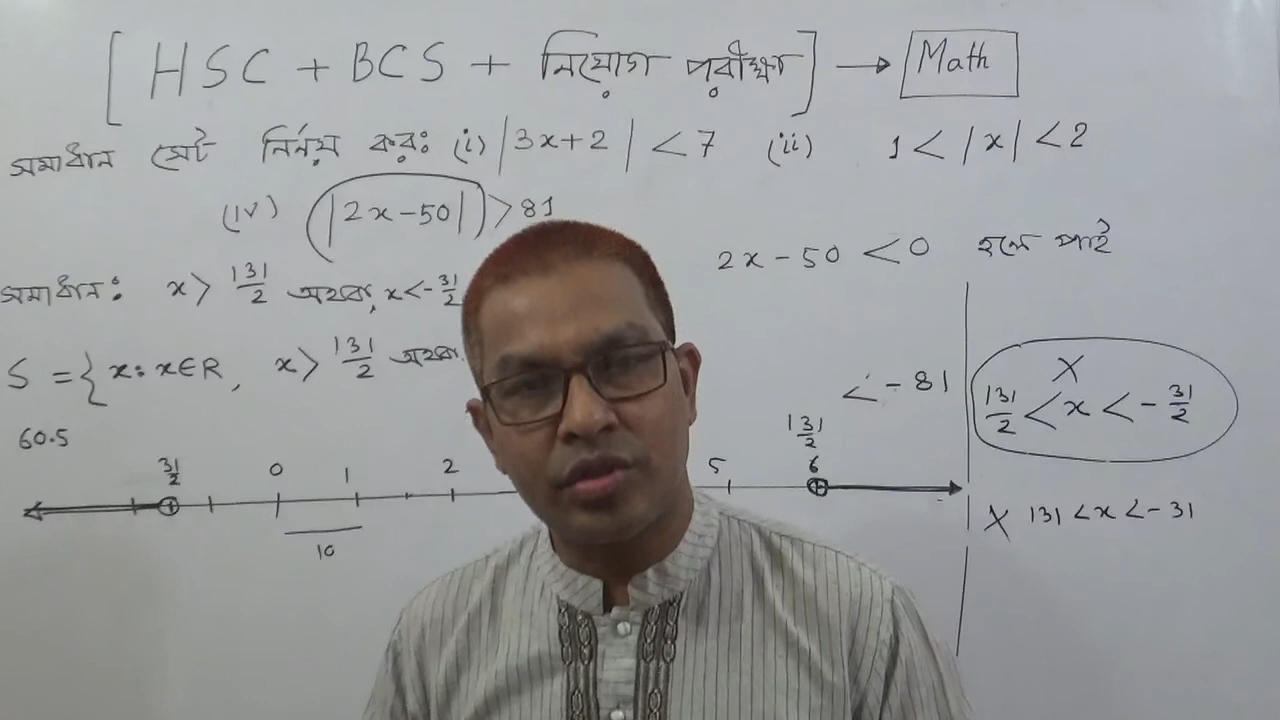 [HSC + BCS + নিয়োগ পরীক্ষা] → Math
সমাধান সেট নির্নয় করঃ (i) |3x+2| < 7 (ii) 1 < |x| < 2
(iv) |2x-50| > 81
2x - 50 < 0 হলে পাই
সমাধানঃ x > 131/2 অথবা, x < -31/2
S = { x: x∈R, x > 131/2 অথবা
< - 81
X
131/2 < x < - 31/2
X 131 < x < - 31
60.5
31/2 0 1 2 5 6 131/2
10